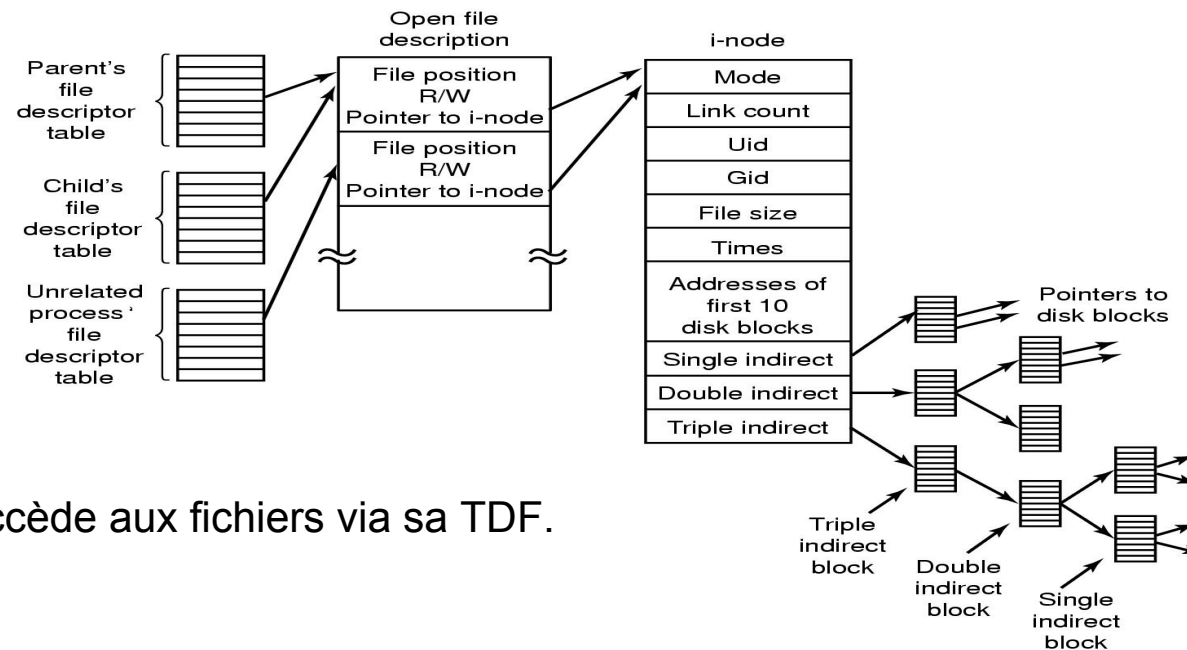 Open file
description
i-node
Parent's
file
descriptor
table
File position
R/W
Pointer to i-node
File position
R/W
Pointer to i-node
Child's
file
descriptor
table
Unrelated
process'
file
descriptor
table
Mode
Link count
Uid
Gid
File size
Times
Addresses of
first 10
disk blocks
Single indirect
Double indirect
Triple indirect
Pointers to
disk blocks
Triple
indirect
block
Double
indirect
block
Single
indirect
block
ccède aux fichiers via sa TDF.